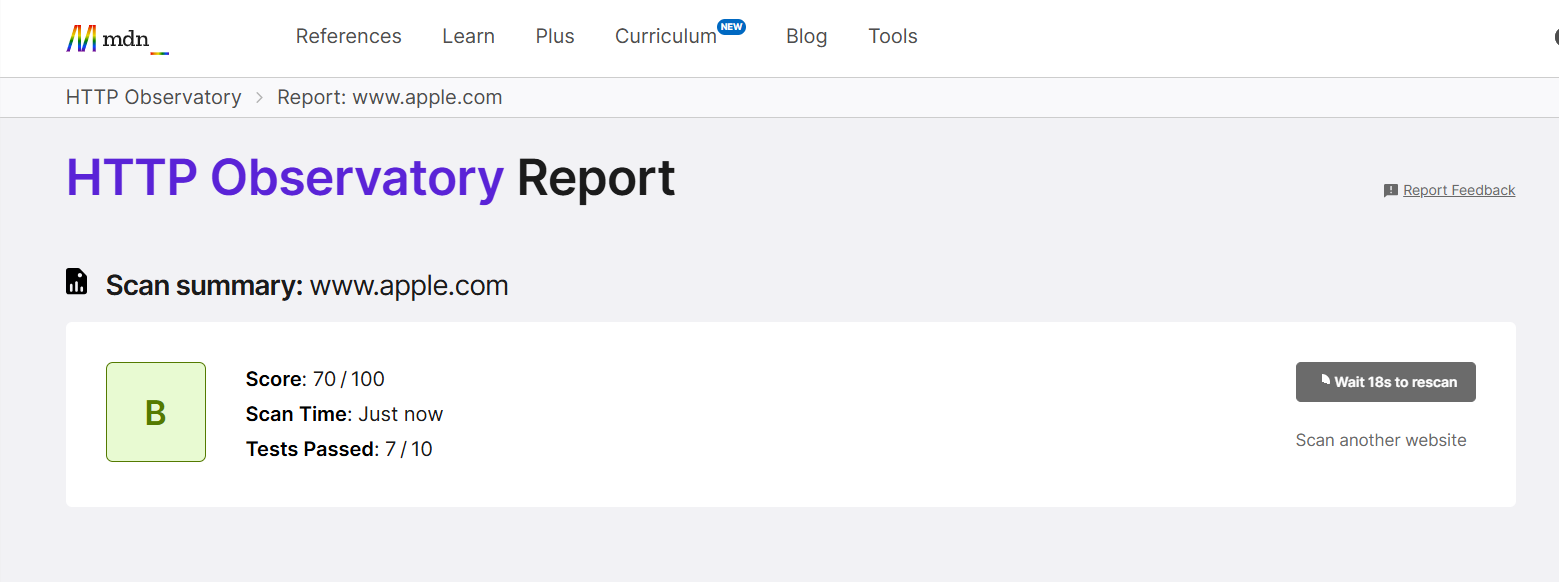 mdn_ References Learn Plus Curriculum NEW Blog Tools
HTTP Observatory > Report: www.apple.com
HTTP Observatory Report
Report Feedback
Scan summary: www.apple.com
B
Score: 70 / 100
Scan Time: Just now
Tests Passed: 7 / 10
Wait 18s to rescan
Scan another website